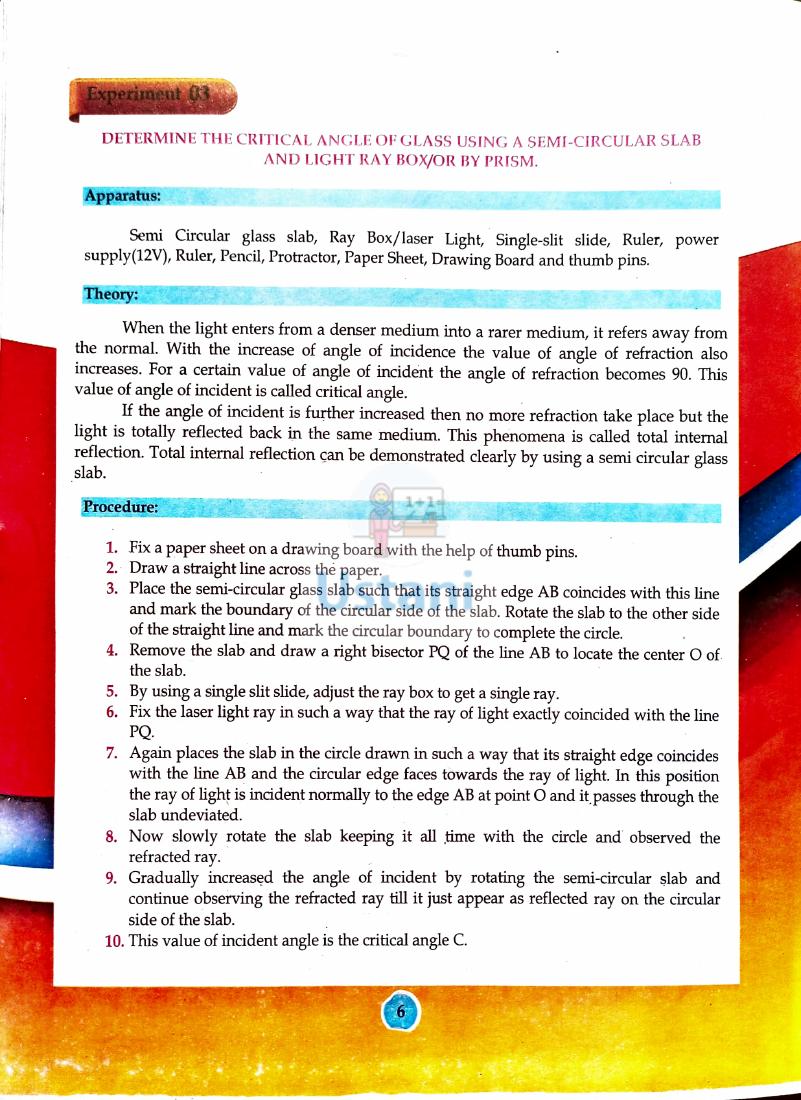 Experiment 03
DETERMINE THE CRITICAL ANGLE OF GLASS USING A SEMI-CIRCULAR SLAB
AND LIGHT RAY BOX/OR BY PRISM.
Apparatus:
Semi Circular glass slab, Ray Box/laser Light, Single-slit slide, Ruler, power
supply(12V), Ruler, Pencil, Protractor, Paper Sheet, Drawing Board and thumb pins.
Theory:
When the light enters from a denser medium into a rarer medium, it refers away from
the normal. With the increase of angle of incidence the value of angle of refraction also
increases. For a certain value of angle of incident the angle of refraction becomes 90. This
value of angle of incident is called critical angle.
If the angle of incident is further increased then no more refraction take place but the
light is totally reflected back in the same medium. This phenomena is called total internal
reflection. Total internal reflection can be demonstrated clearly by using a semi circular glass
slab.
1+1
Procedure:
1. Fix a paper sheet on a drawing board with the help of thumb pins.
2. Draw a straight line across the paper.
Ustani
3. Place the semi-circular glass slab such that its straight edge AB coincides with this line
and mark the boundary of the circular side of the slab. Rotate the slab to the other side
of the straight line and mark the circular boundary to complete the circle.
4. Remove the slab and draw a right bisector PQ of the line AB to locate the center O of
the slab.
5. By using a single slit slide, adjust the ray box to get a single ray.
6. Fix the laser light ray in such a way that the ray of light exactly coincided with the line
PQ.
7. Again places the slab in the circle drawn in such a way that its straight edge coincides
with the line AB and the circular edge faces towards the ray of light. In this position
the ray of light is incident normally to the edge AB at point O and it passes through the
slab undeviated.
8. Now slowly rotate the slab keeping it all time with the circle and observed the
refracted ray.
9. Gradually increased the angle of incident by rotating the semi-circular slab and
continue observing the refracted ray till it just appear as reflected ray on the circular
side of the slab.
10. This value of incident angle is the critical angle C.
6